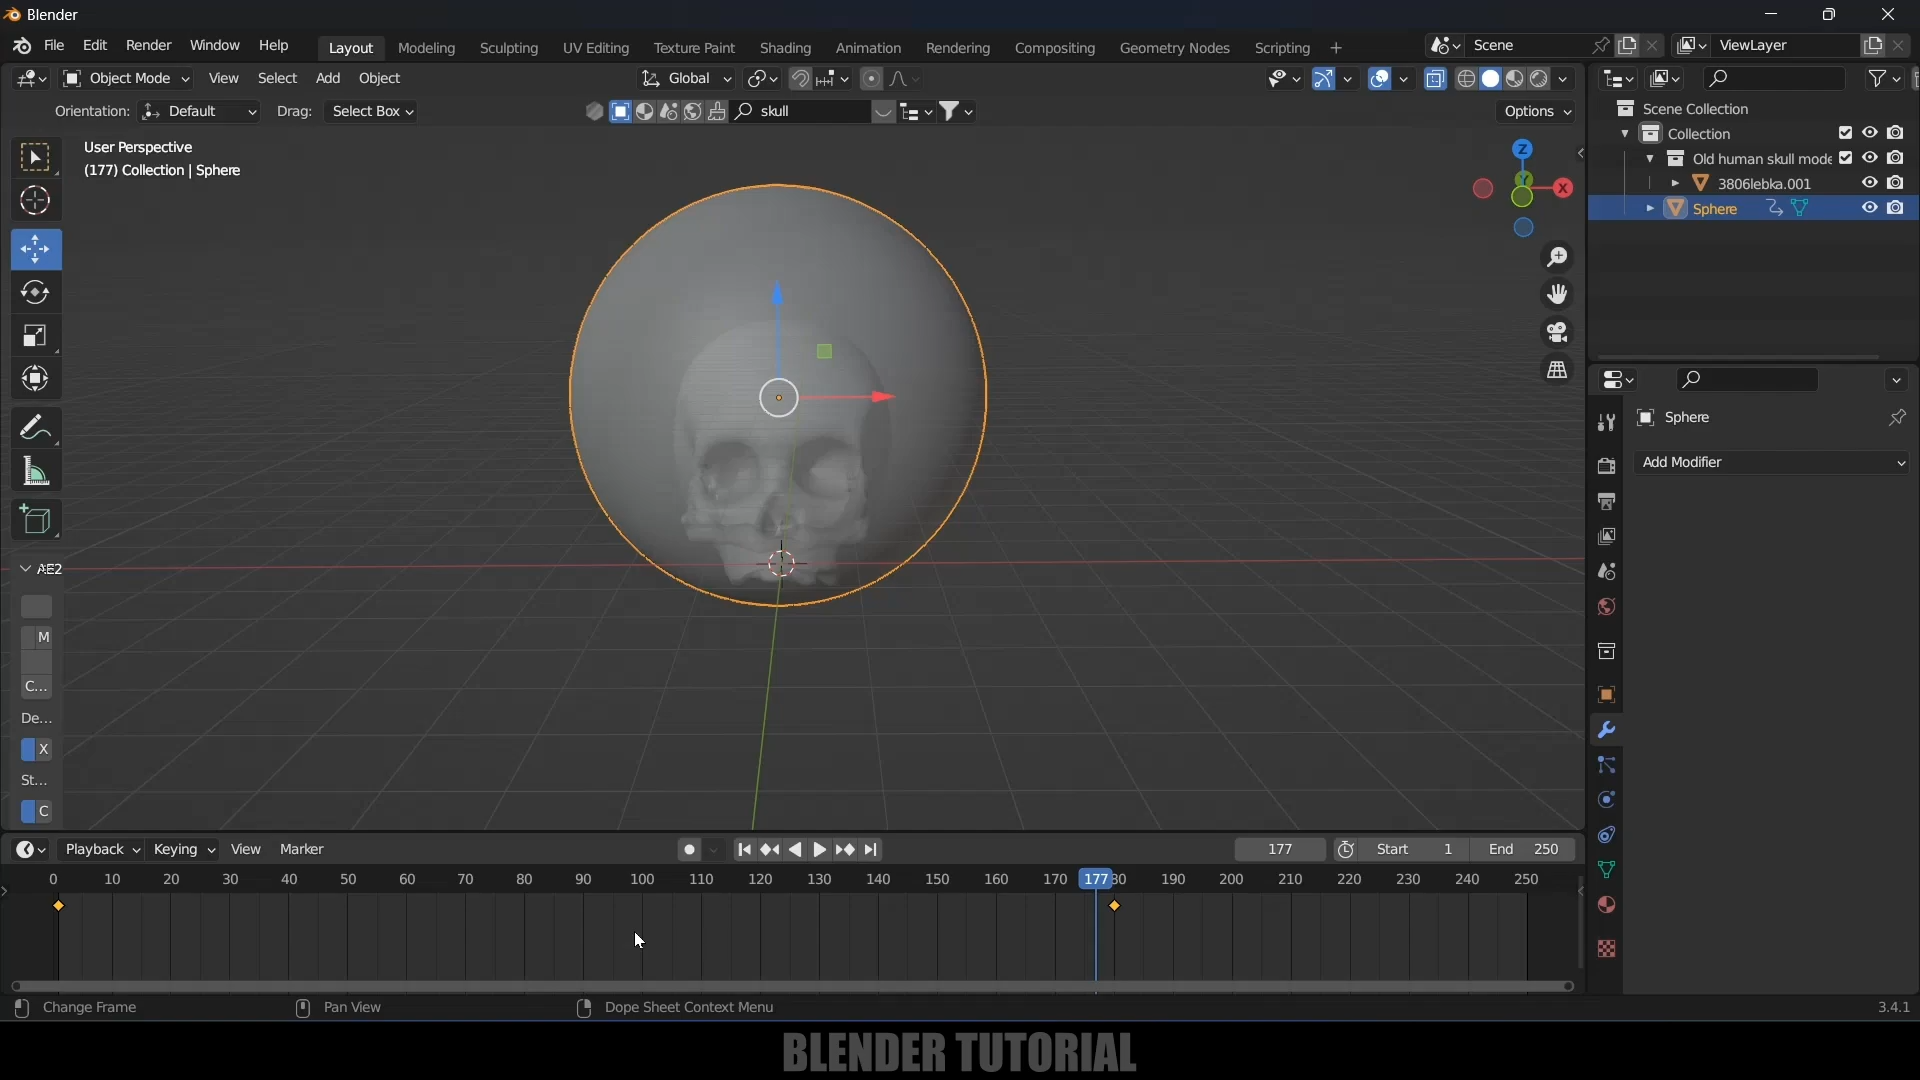 Blender
File Edit Render Window Help Layout Modeling Sculpting UV Editing Texture Paint Shading Animation Rendering Compositing Geometry Nodes Scripting + Scene ViewLayer
Object Mode View Select Add Object Global
Orientation: Default Drag: Select Box skull Options
User Perspective
(177) Collection | Sphere
Z
Y
X
Scene Collection
Collection
Old human skull mode
3806lebka.001
Sphere
Sphere
Add Modifier
AE2
M
C...
De...
X
St...
C
Playback Keying View Marker 177 Start 1 End 250
0 10 20 30 40 50 60 70 80 90 100 110 120 130 140 150 160 170 177 80 190 200 210 220 230 240 250
Change Frame Pan View Dope Sheet Context Menu 3.4.1
BLENDER TUTORIAL